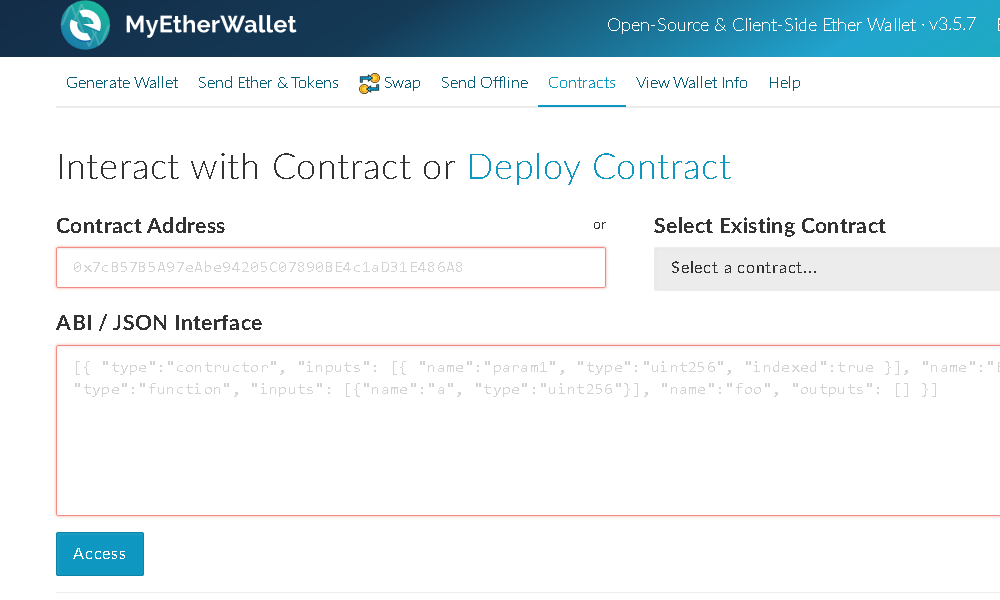 MyEtherWallet
Open-Source & Client-Side Ether Wallet · v3.5.7
Generate Wallet Send Ether & Tokens Swap Send Offline Contracts View Wallet Info Help
Interact with Contract or Deploy Contract
Contract Address or Select Existing Contract
0x7cB57B5A97eAbe94205C07890BE4c1aD31E486A8 Select a contract...
ABI / JSON Interface
[{ "type":"contructor", "inputs": [{ "name":"param1", "type":"uint256", "indexed":true }], "name":"
"type":"function", "inputs": [{"name":"a", "type":"uint256"}], "name":"foo", "outputs": [] }]
Access